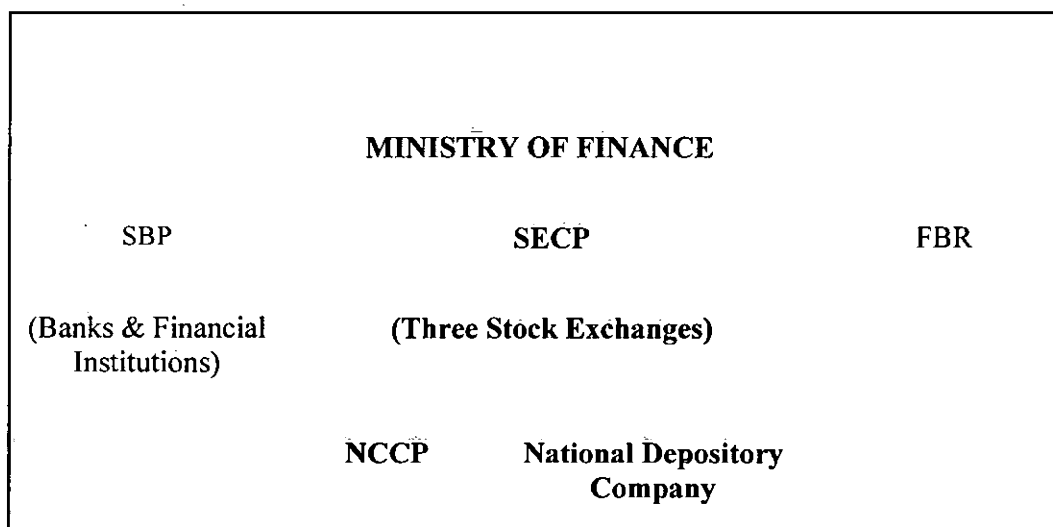 MINISTRY OF FINANCE
SBP SECP FBR
(Banks & Financial (Three Stock Exchanges)
Institutions)
NCCP National Depository
Company